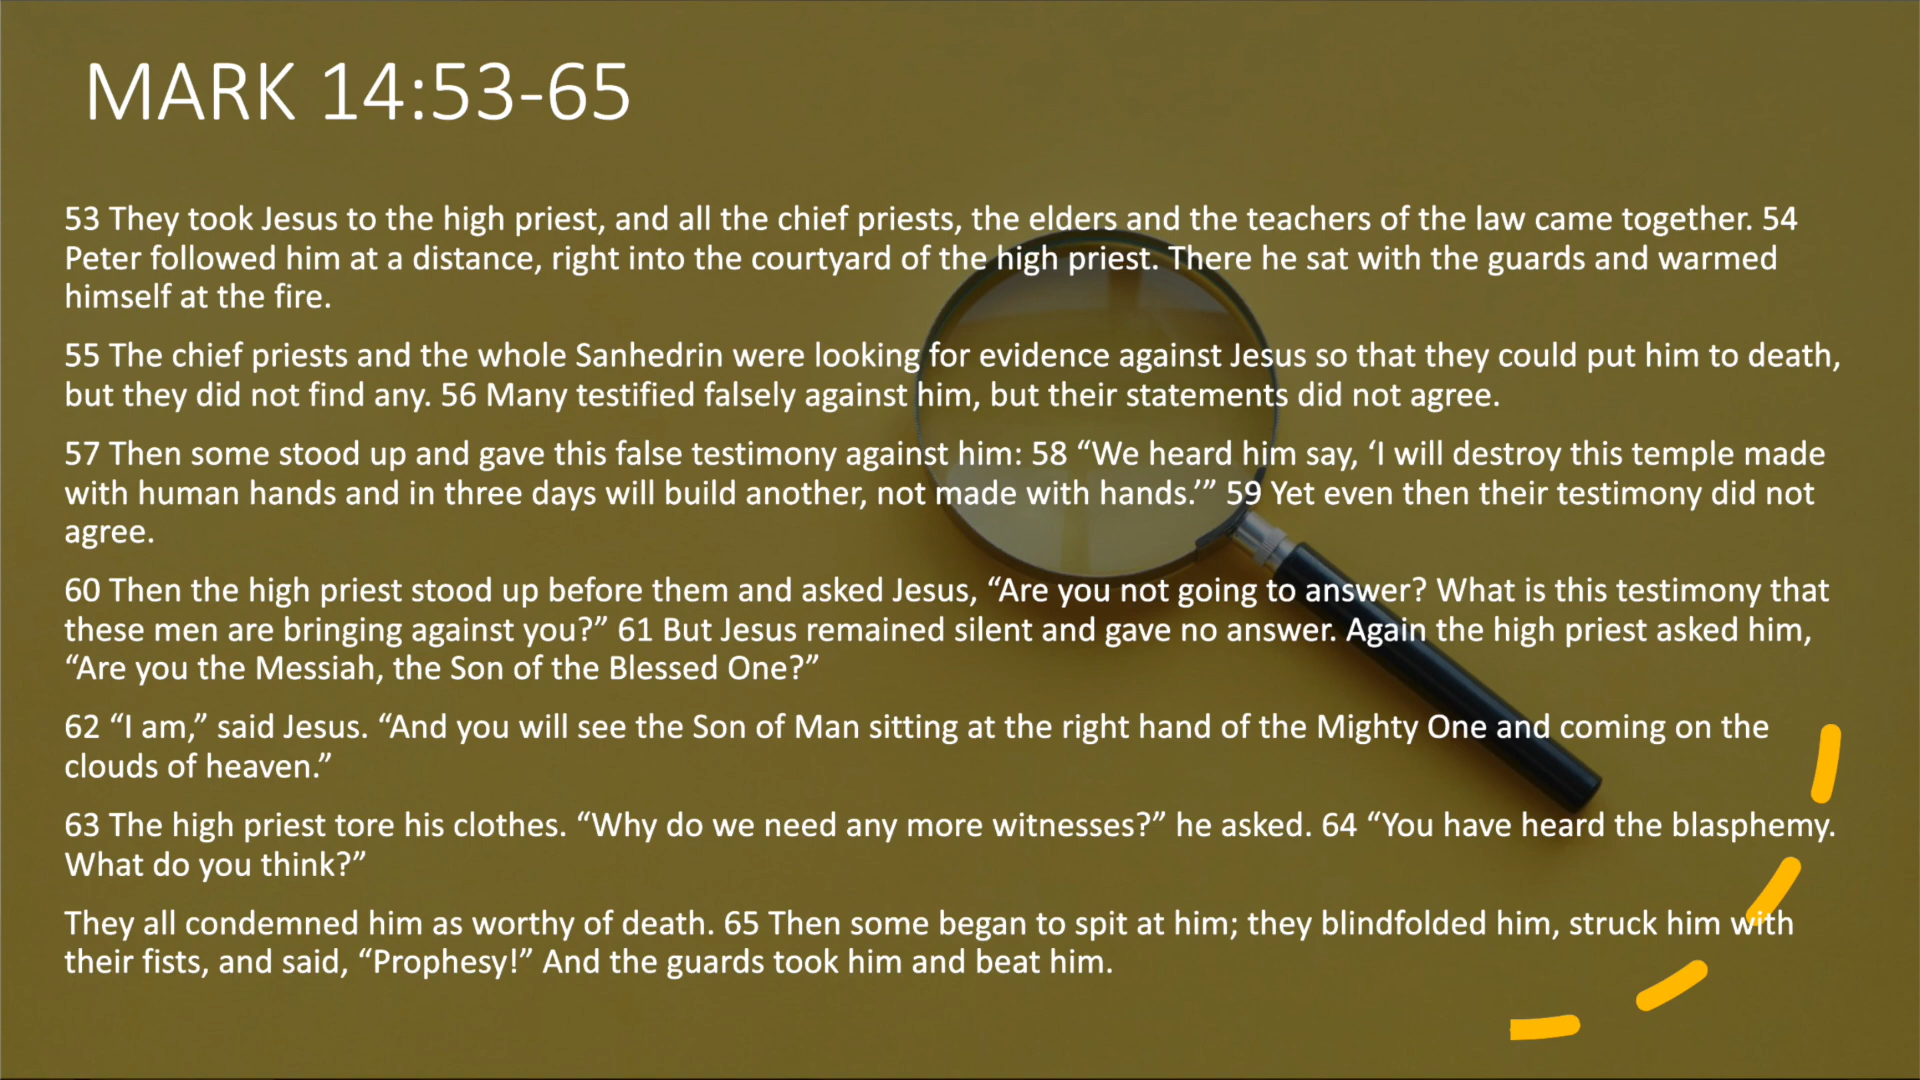 MARK 14:53-65
53 They took Jesus to the high priest, and all the chief priests, the elders and the teachers of the law came together. 54
Peter followed him at a distance, right into the courtyard of the high priest. There he sat with the guards and warmed
himself at the fire.
55 The chief priests and the whole Sanhedrin were looking for evidence against Jesus so that they could put him to death,
but they did not find any. 56 Many testified falsely against him, but their statements did not agree.
57 Then some stood up and gave this false testimony against him: 58 “We heard him say, ‘I will destroy this temple made
with human hands and in three days will build another, not made with hands.’” 59 Yet even then their testimony did not
agree.
60 Then the high priest stood up before them and asked Jesus, “Are you not going to answer? What is this testimony that
these men are bringing against you?” 61 But Jesus remained silent and gave no answer. Again the high priest asked him,
“Are you the Messiah, the Son of the Blessed One?”
62 “I am,” said Jesus. “And you will see the Son of Man sitting at the right hand of the Mighty One and coming on the
clouds of heaven.”
63 The high priest tore his clothes. “Why do we need any more witnesses?” he asked. 64 “You have heard the blasphemy.
What do you think?”
They all condemned him as worthy of death. 65 Then some began to spit at him; they blindfolded him, struck him with
their fists, and said, “Prophesy!” And the guards took him and beat him.